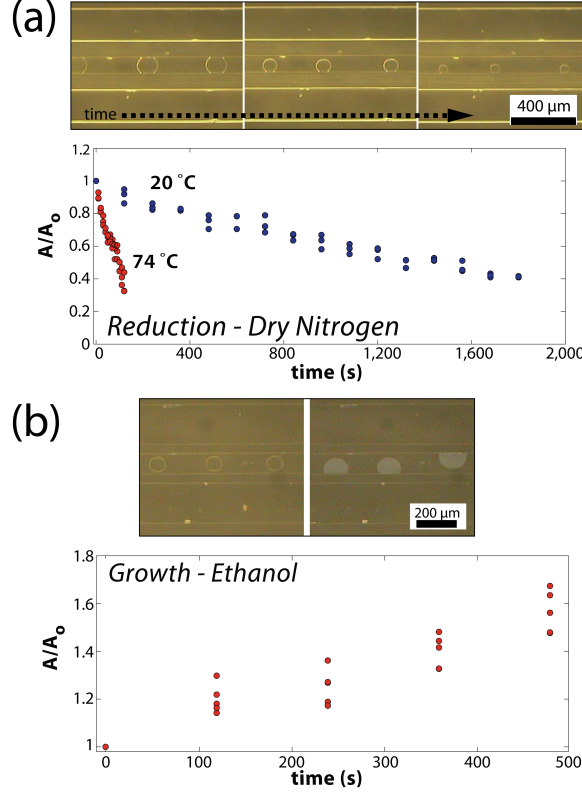 (a)
time
400 μm
1.2
1
0.8
0.6
0.4
0.2
0
A/Ao
20 °C
74 °C
Reduction - Dry Nitrogen
0
400
800
1,200
1,600
2,000
time (s)
(b)
200 μm
1.8
1.6
1.4
1.2
1
A/Ao
Growth - Ethanol
0
100
200
300
400
500
time (s)